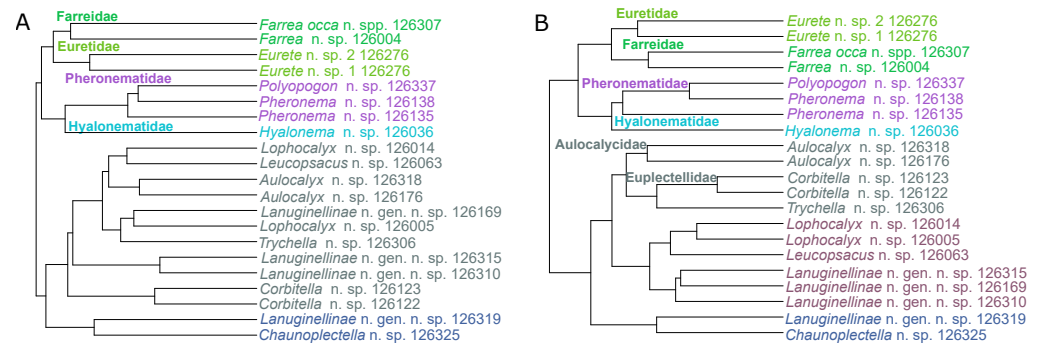 A
Farreidae
Farrea occa n. spp. 126307
Farrea n. sp. 126004
Euretidae
Eurete n. sp. 2 126276
Eurete n. sp. 1 126276
Pheronematidae
Polyopogon n. sp. 126337
Pheronema n. sp. 126138
Pheronema n. sp. 126135
Hyalonematidae
Hyalonema n. sp. 126036
Lophocalyx n. sp. 126014
Leucopsacus n. sp. 126063
Aulocalyx n. sp. 126318
Aulocalyx n. sp. 126176
Lanuginellinae n. gen. n. sp. 126169
Lophocalyx n. sp. 126005
Trychella n. sp. 126306
Lanuginellinae n. gen. n. sp. 126315
Lanuginellinae n. gen. n. sp. 126310
Corbitella n. sp. 126123
Corbitella n. sp. 126122
Lanuginellinae n. gen. n. sp. 126319
Chaunoplectella n. sp. 126325
B
Euretidae
Eurete n. sp. 2 126276
Eurete n. sp. 1 126276
Farreidae
Farrea occa n. spp. 126307
Farrea n. sp. 126004
Pheronematidae
Polyopogon n. sp. 126337
Pheronema n. sp. 126138
Pheronema n. sp. 126135
Hyalonematidae
Hyalonema n. sp. 126036
Aulocalycidae
Aulocalyx n. sp. 126318
Aulocalyx n. sp. 126176
Euplectellidae
Corbitella n. sp. 126123
Corbitella n. sp. 126122
Trychella n. sp. 126306
Lophocalyx n. sp. 126014
Lophocalyx n. sp. 126005
Leucopsacus n. sp. 126063
Lanuginellinae n. gen. n. sp. 126315
Lanuginellinae n. gen. n. sp. 126169
Lanuginellinae n. gen. n. sp. 126310
Lanuginellinae n. gen. n. sp. 126319
Chaunoplectella n. sp. 126325